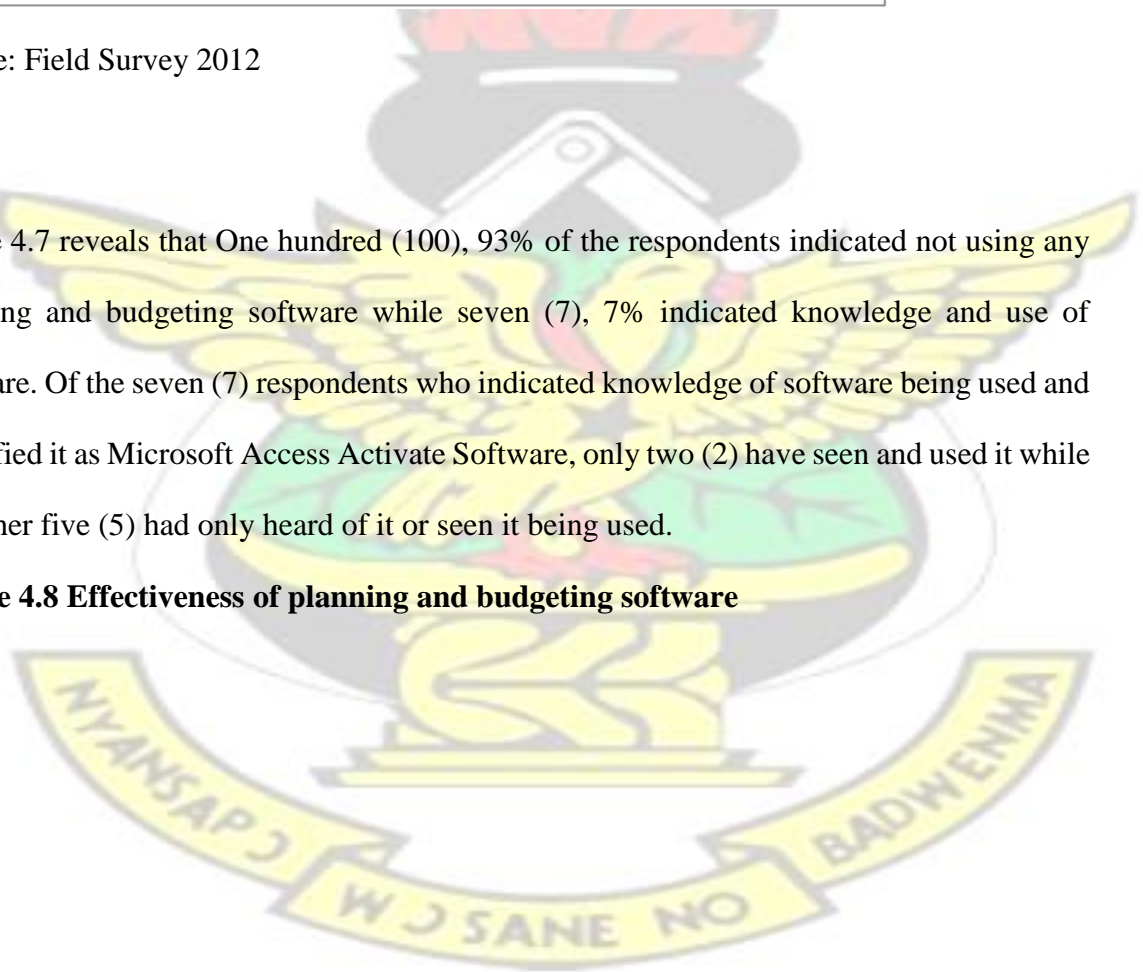 e: Field Survey 2012
e 4.7 reveals that One hundred (100), 93% of the respondents indicated not using any
ing and budgeting software while seven (7), 7% indicated knowledge and use of
are. Of the seven (7) respondents who indicated knowledge of software being used and
fied it as Microsoft Access Activate Software, only two (2) have seen and used it while
her five (5) had only heard of it or seen it being used.
e 4.8 Effectiveness of planning and budgeting software
NYANSAPƆ
WƆSANE NO
BADWENMA